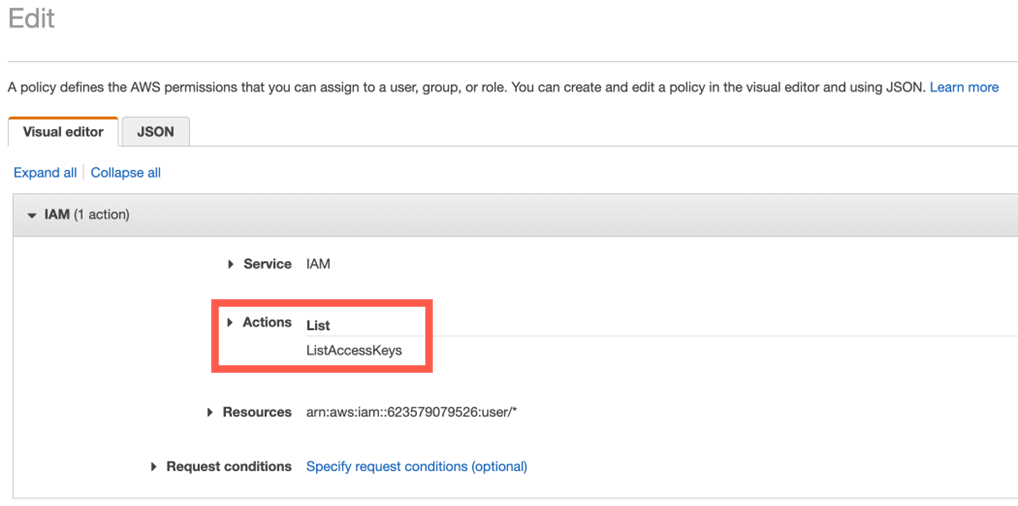 Edit
A policy defines the AWS permissions that you can assign to a user, group, or role. You can create and edit a policy in the visual editor and using JSON. Learn more
Visual editor JSON
Expand all Collapse all
IAM (1 action)
Service IAM
Actions List
ListAccessKeys
Resources arn:aws:iam::623579079526:user/*
Request conditions Specify request conditions (optional)